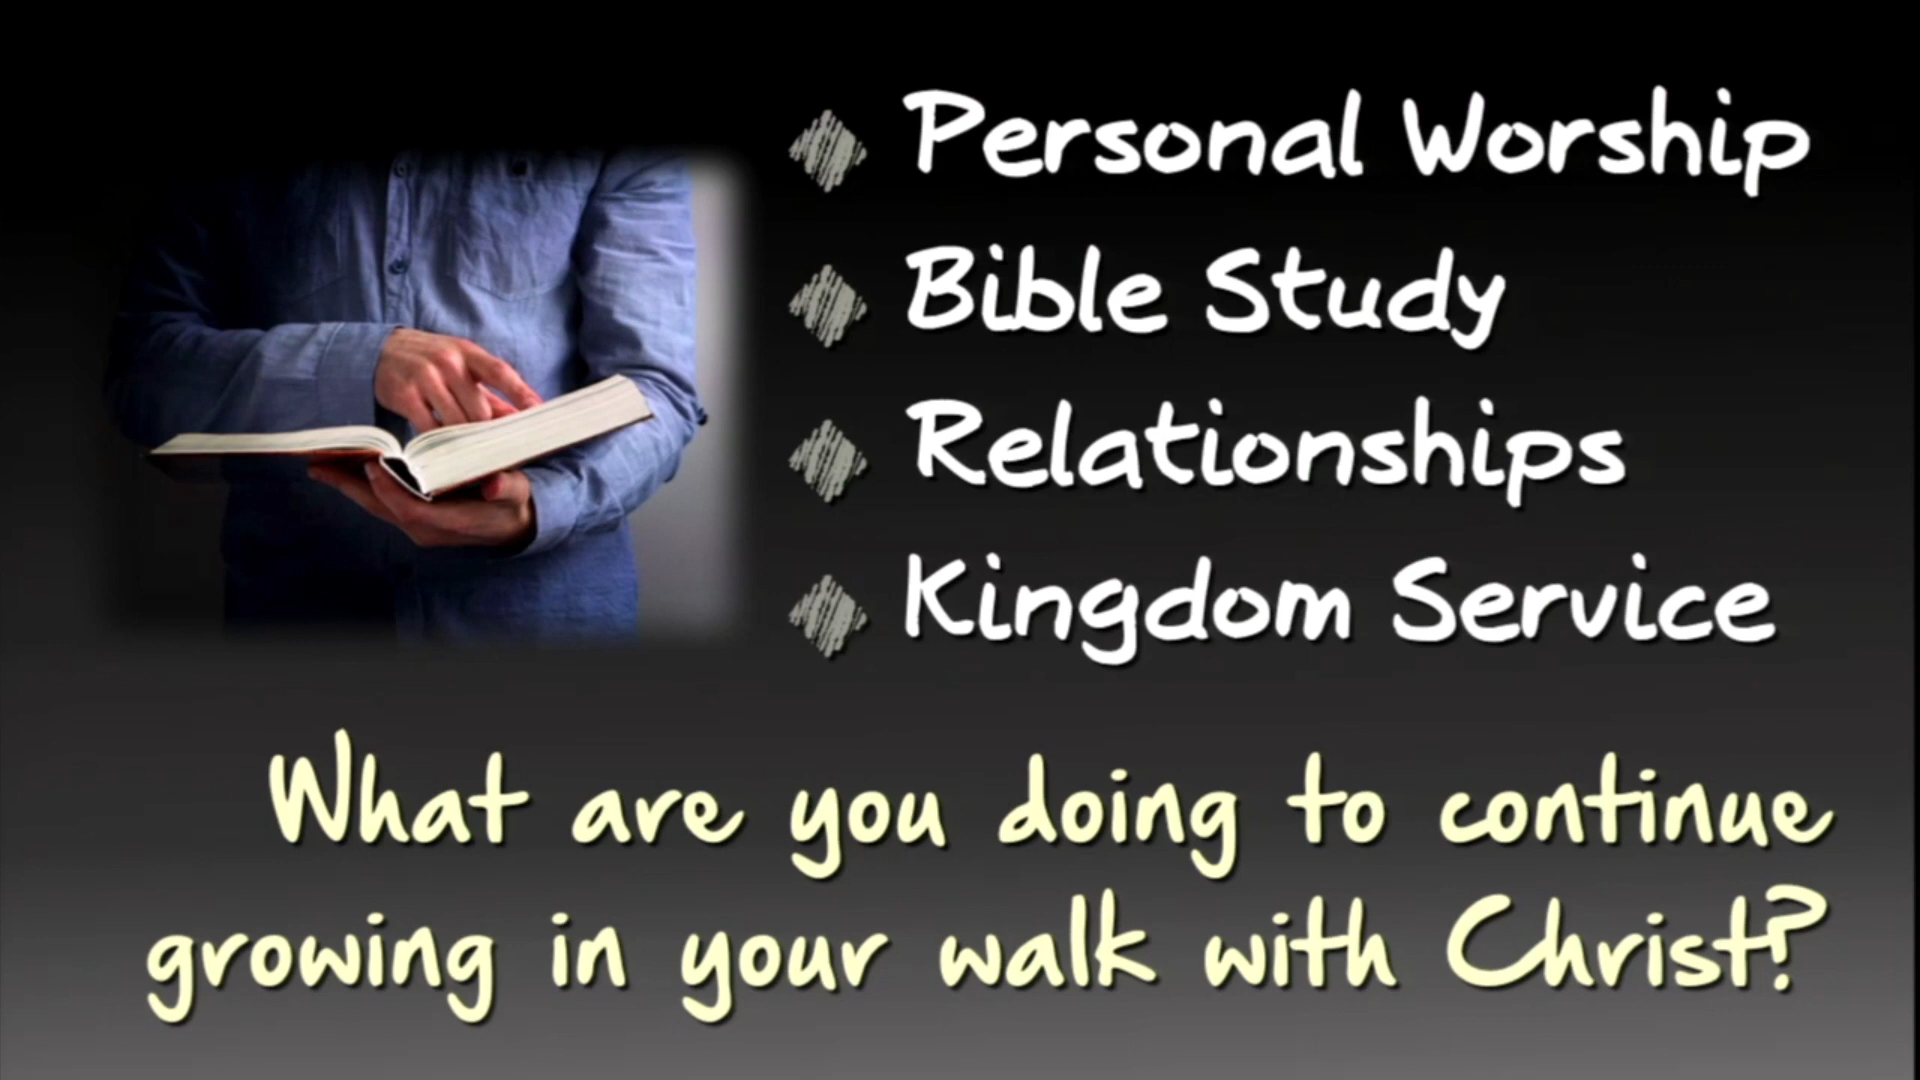 Personal Worship
Bible Study
Relationships
Kingdom Service
What are you doing to continue
growing in your walk with Christ?